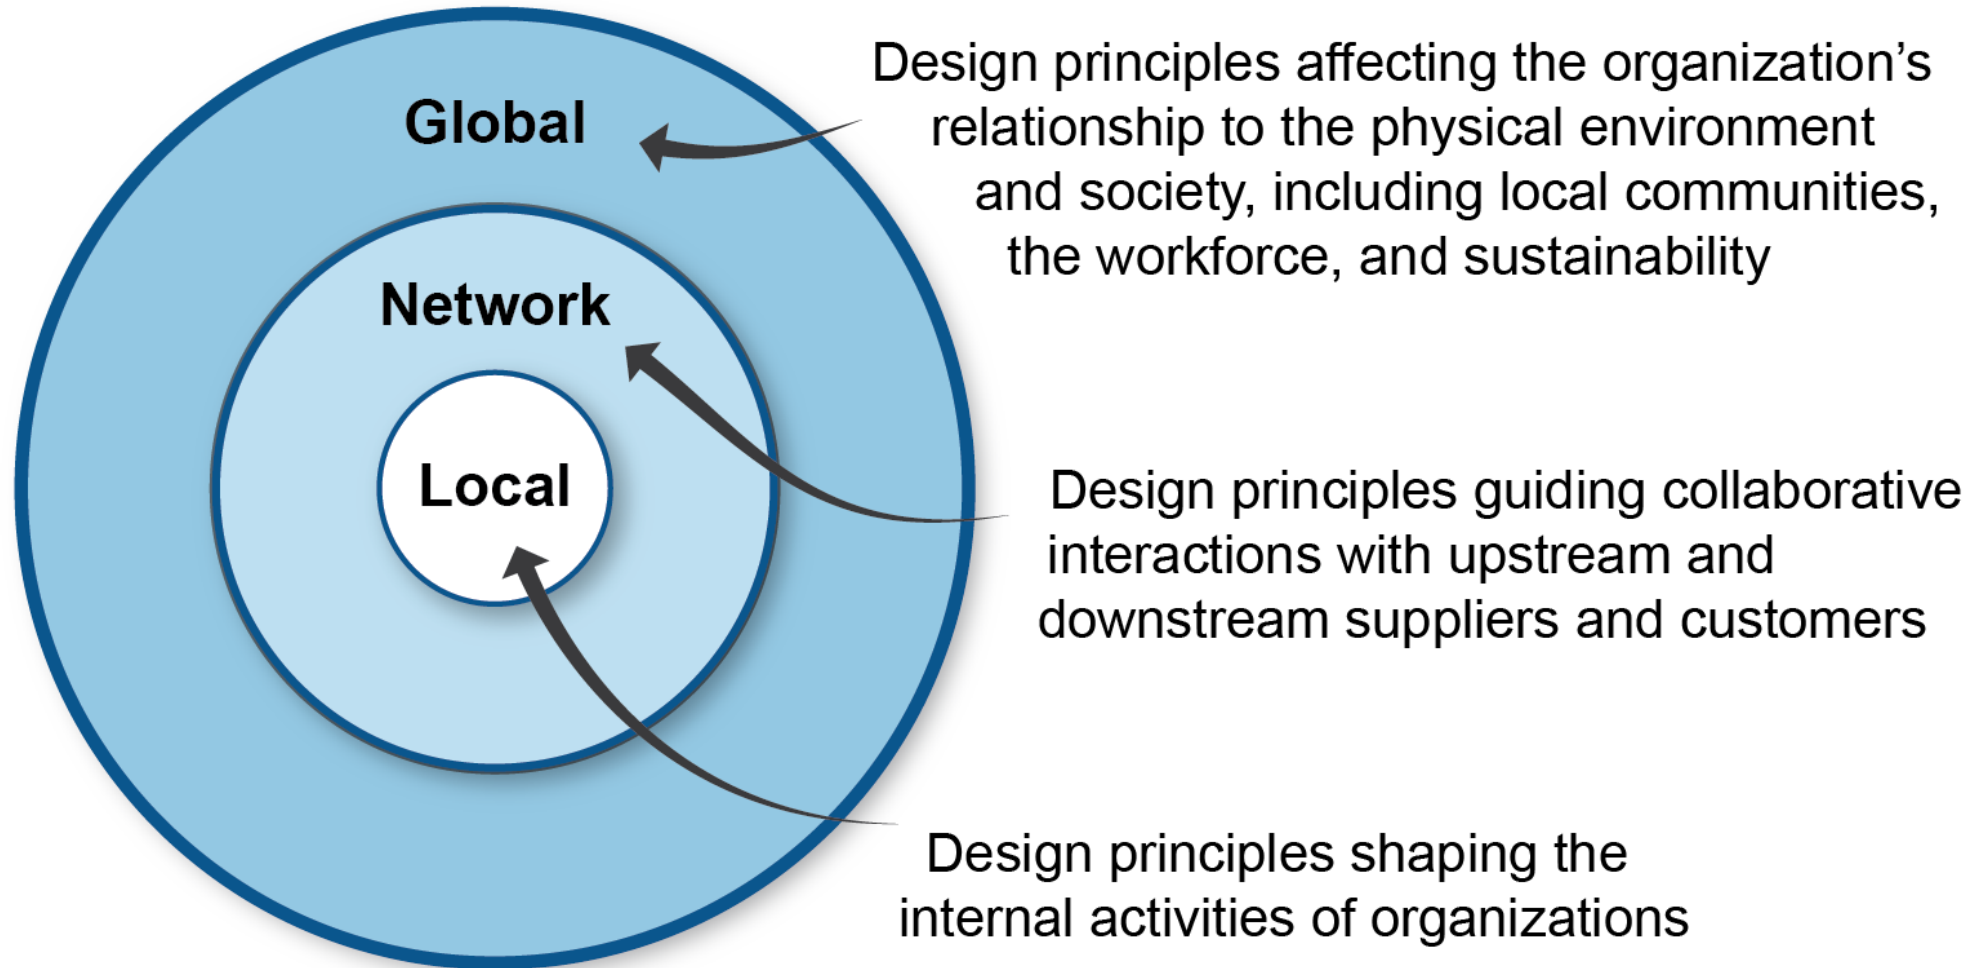 Global
Design principles affecting the organization’s
relationship to the physical environment
and society, including local communities,
the workforce, and sustainability
Network
Design principles guiding collaborative
interactions with upstream and
downstream suppliers and customers
Local
Design principles shaping the
internal activities of organizations